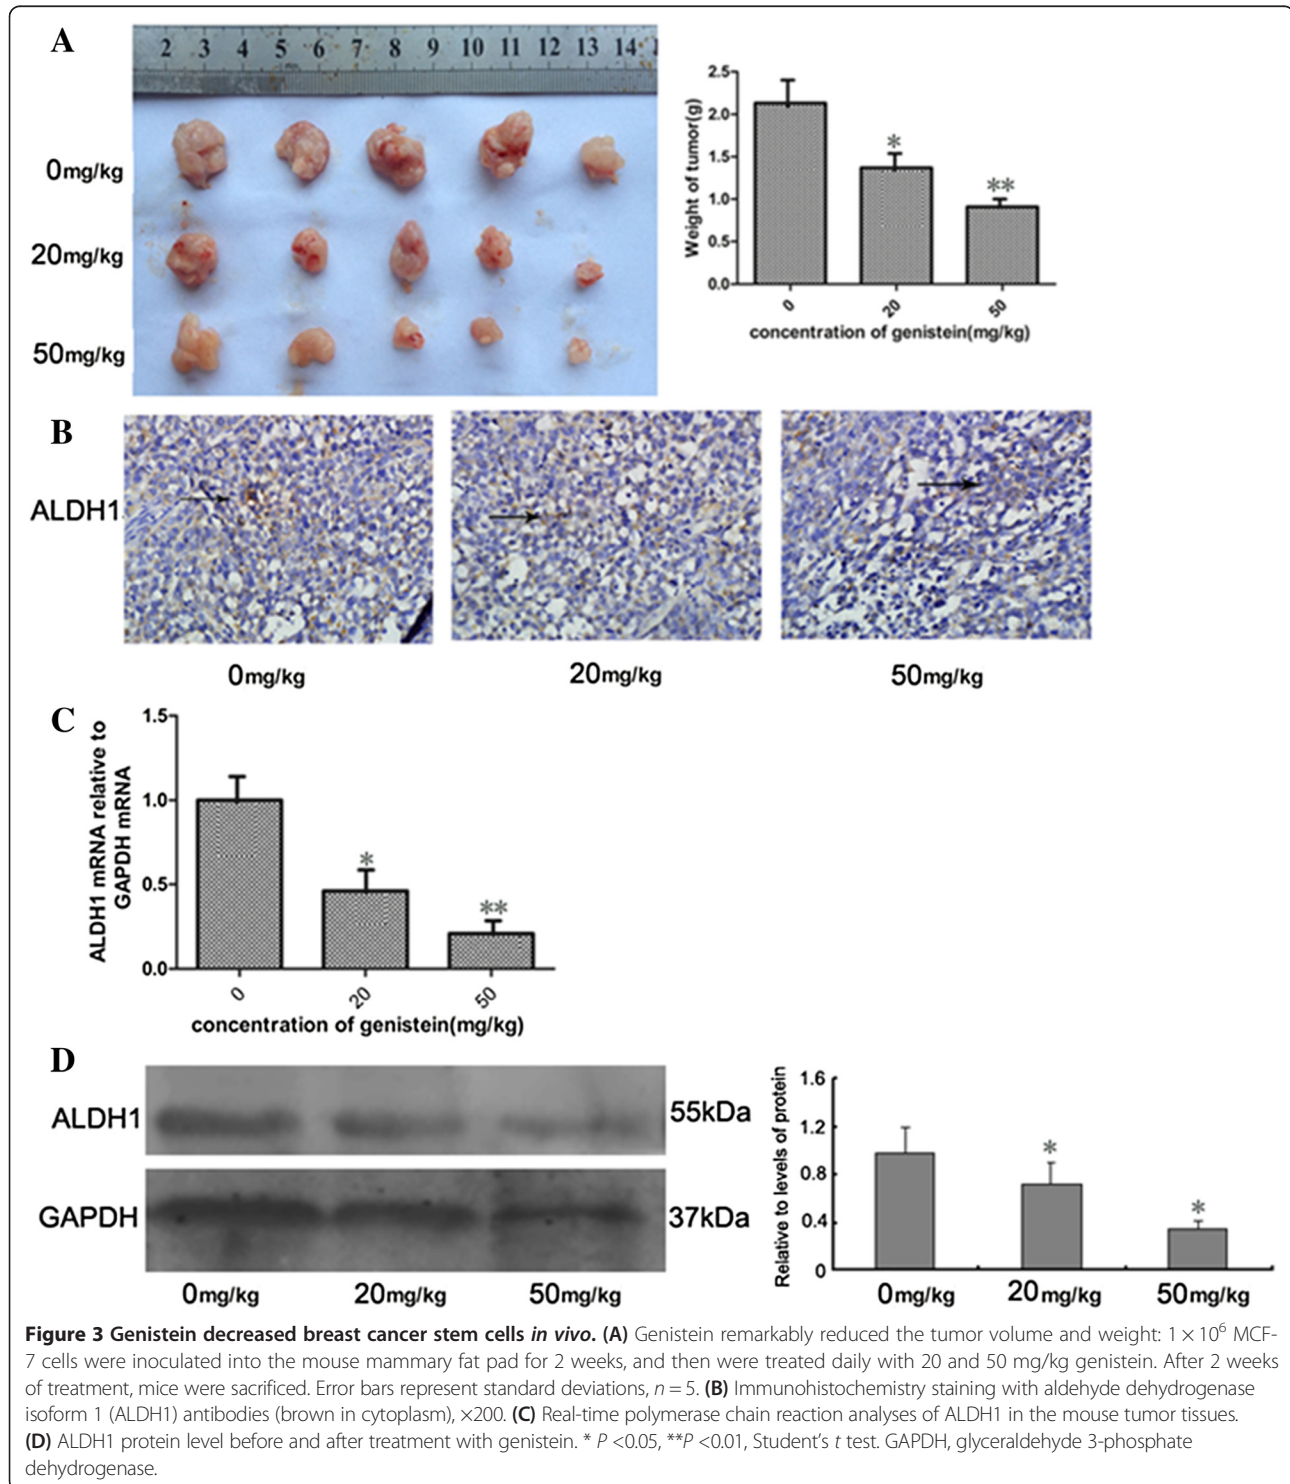 A
2 3 4 5 6 7 8 9 10 11 12 13 14
0mg/kg
20mg/kg
50mg/kg
Weight of tumor(g)
2.5
2.0
1.5
1.0
0.5
0.0
*
**
0 20 50
concentration of genistein(mg/kg)
B
ALDH1
0mg/kg 20mg/kg 50mg/kg
C
ALDH1 mRNA relative to
GAPDH mRNA
1.5
1.0
0.5
0.0
*
**
0 20 50
concentration of genistein(mg/kg)
D
ALDH1 55kDa
GAPDH 37kDa
0mg/kg 20mg/kg 50mg/kg
Relative to levels of protein
1.6
1.2
0.8
0.4
0
*
*
0mg/kg 20mg/kg 50mg/kg
Figure 3 Genistein decreased breast cancer stem cells in vivo. (A) Genistein remarkably reduced the tumor volume and weight: 1 × 10⁶ MCF-
7 cells were inoculated into the mouse mammary fat pad for 2 weeks, and then were treated daily with 20 and 50 mg/kg genistein. After 2 weeks
of treatment, mice were sacrificed. Error bars represent standard deviations, n = 5. (B) Immunohistochemistry staining with aldehyde dehydrogenase
isoform 1 (ALDH1) antibodies (brown in cytoplasm), ×200. (C) Real-time polymerase chain reaction analyses of ALDH1 in the mouse tumor tissues.
(D) ALDH1 protein level before and after treatment with genistein. * P <0.05, **P <0.01, Student's t test. GAPDH, glyceraldehyde 3-phosphate
dehydrogenase.